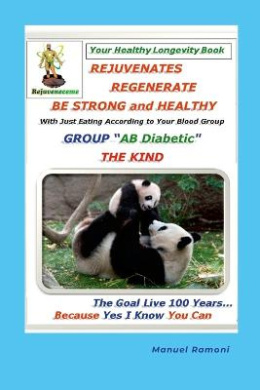 Your Healthy Longevity Book
Rejuveneceme
REJUVENATES
REGENERATE
BE STRONG and HEALTHY
With Just Eating According to Your Blood Group
GROUP "AB Diabetic"
THE KIND
The Goal Live 100 Years...
Because Yes I Know You Can
Manuel Ramoni